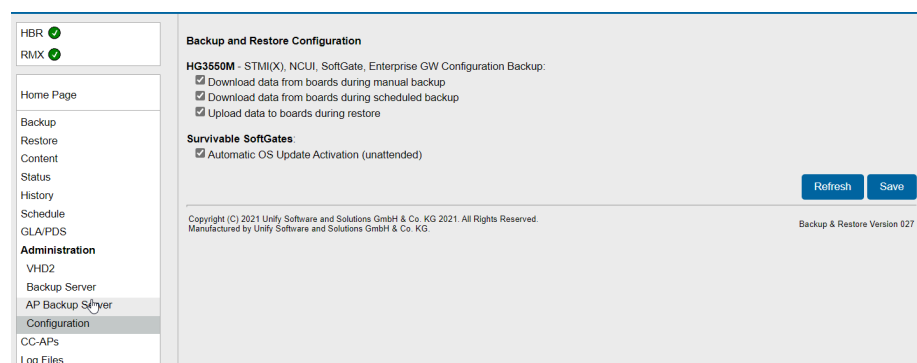 HBR
RMX
Home Page
Backup
Restore
Content
Status
History
Schedule
GLA/PDS
Administration
VHD2
Backup Server
AP Backup Server
Configuration
CC-APs
Log Files
Backup and Restore Configuration
HG3550M - STMI(X), NCUI, SoftGate, Enterprise GW Configuration Backup:
Download data from boards during manual backup
Download data from boards during scheduled backup
Upload data to boards during restore
Survivable SoftGates:
Automatic OS Update Activation (unattended)
Refresh Save
Copyright (C) 2021 Unify Software and Solutions GmbH & Co. KG 2021. All Rights Reserved.
Manufactured by Unify Software and Solutions GmbH & Co. KG.
Backup & Restore Version 027